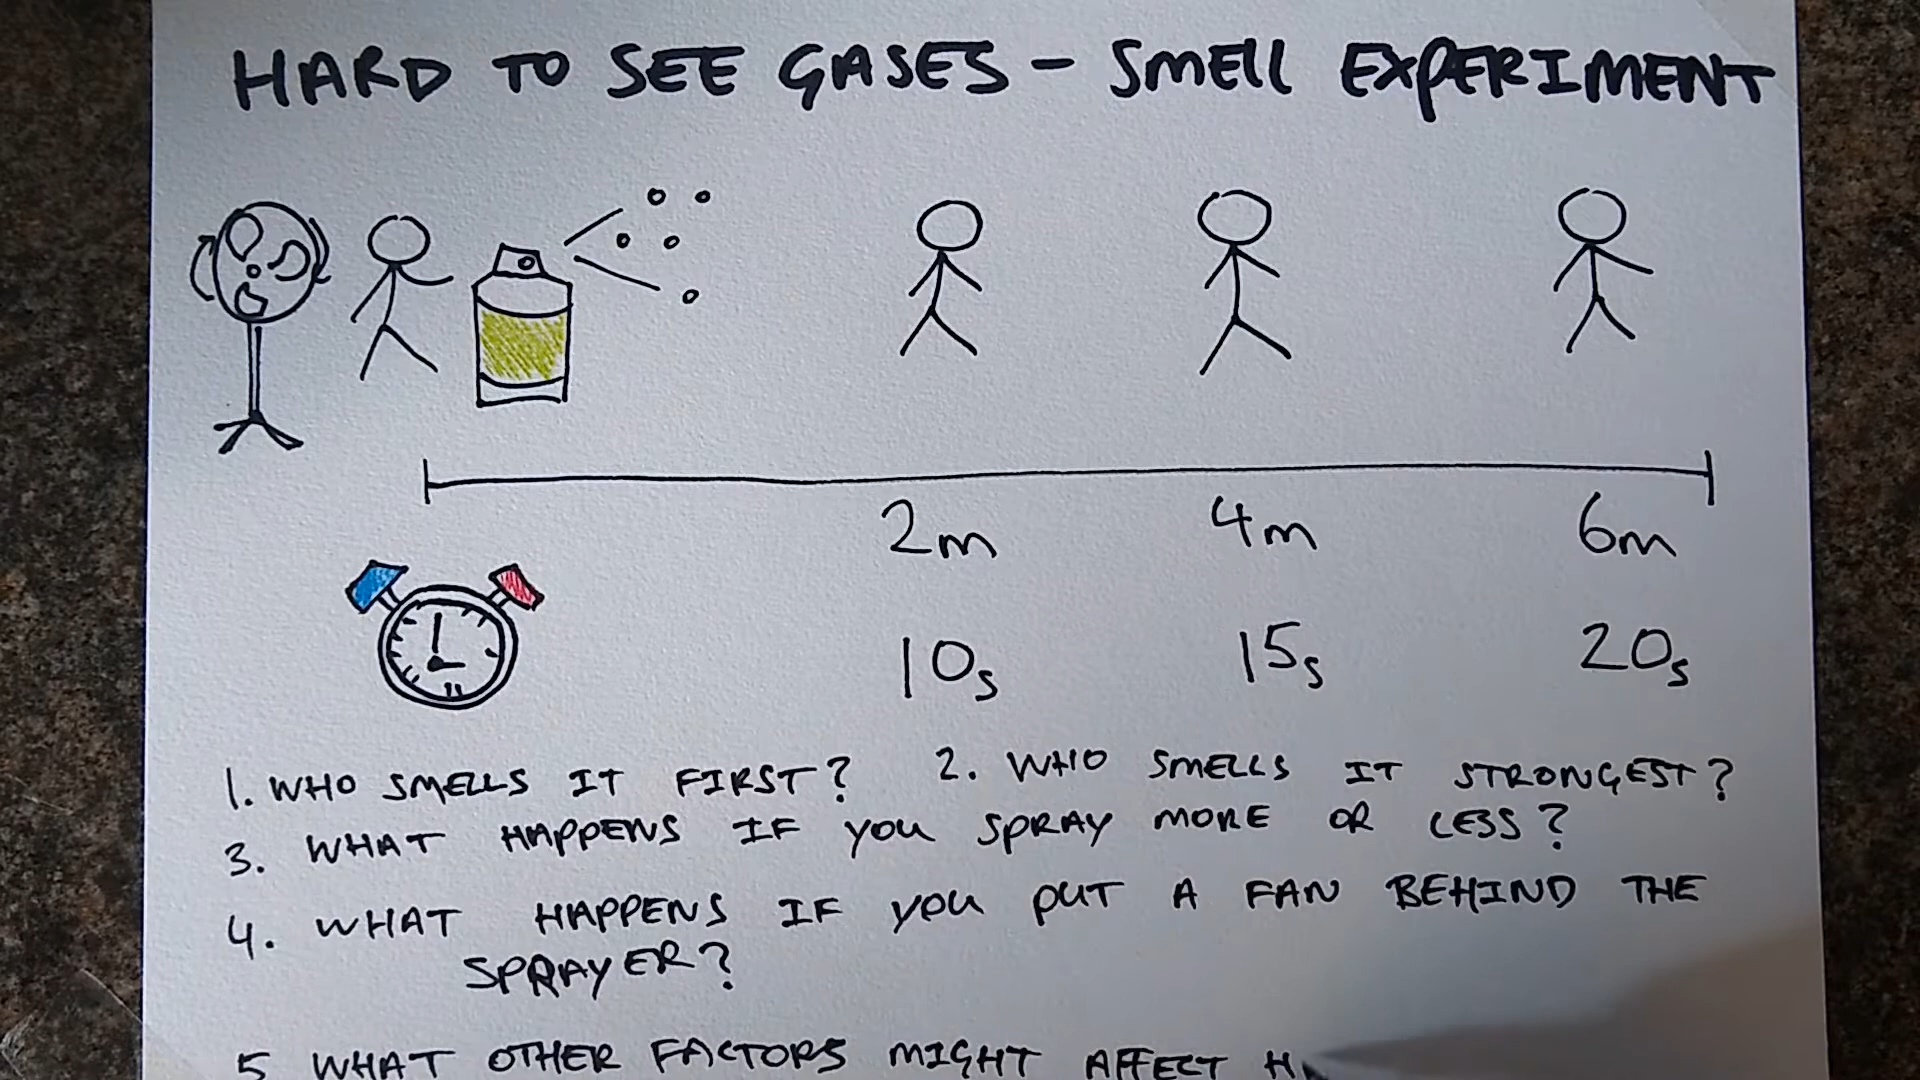 HARD TO SEE GASES - SMELL EXPERIMENT
2m 4m 6m
10s 15s 20s
1. WHO SMELLS IT FIRST? 2. WHO SMELLS IT STRONGEST?
3. WHAT HAPPENS IF YOU SPRAY MORE OR LESS?
4. WHAT HAPPENS IF YOU PUT A FAN BEHIND THE
SPRAYER?
5 WHAT OTHER FACTORS MIGHT AFFECT